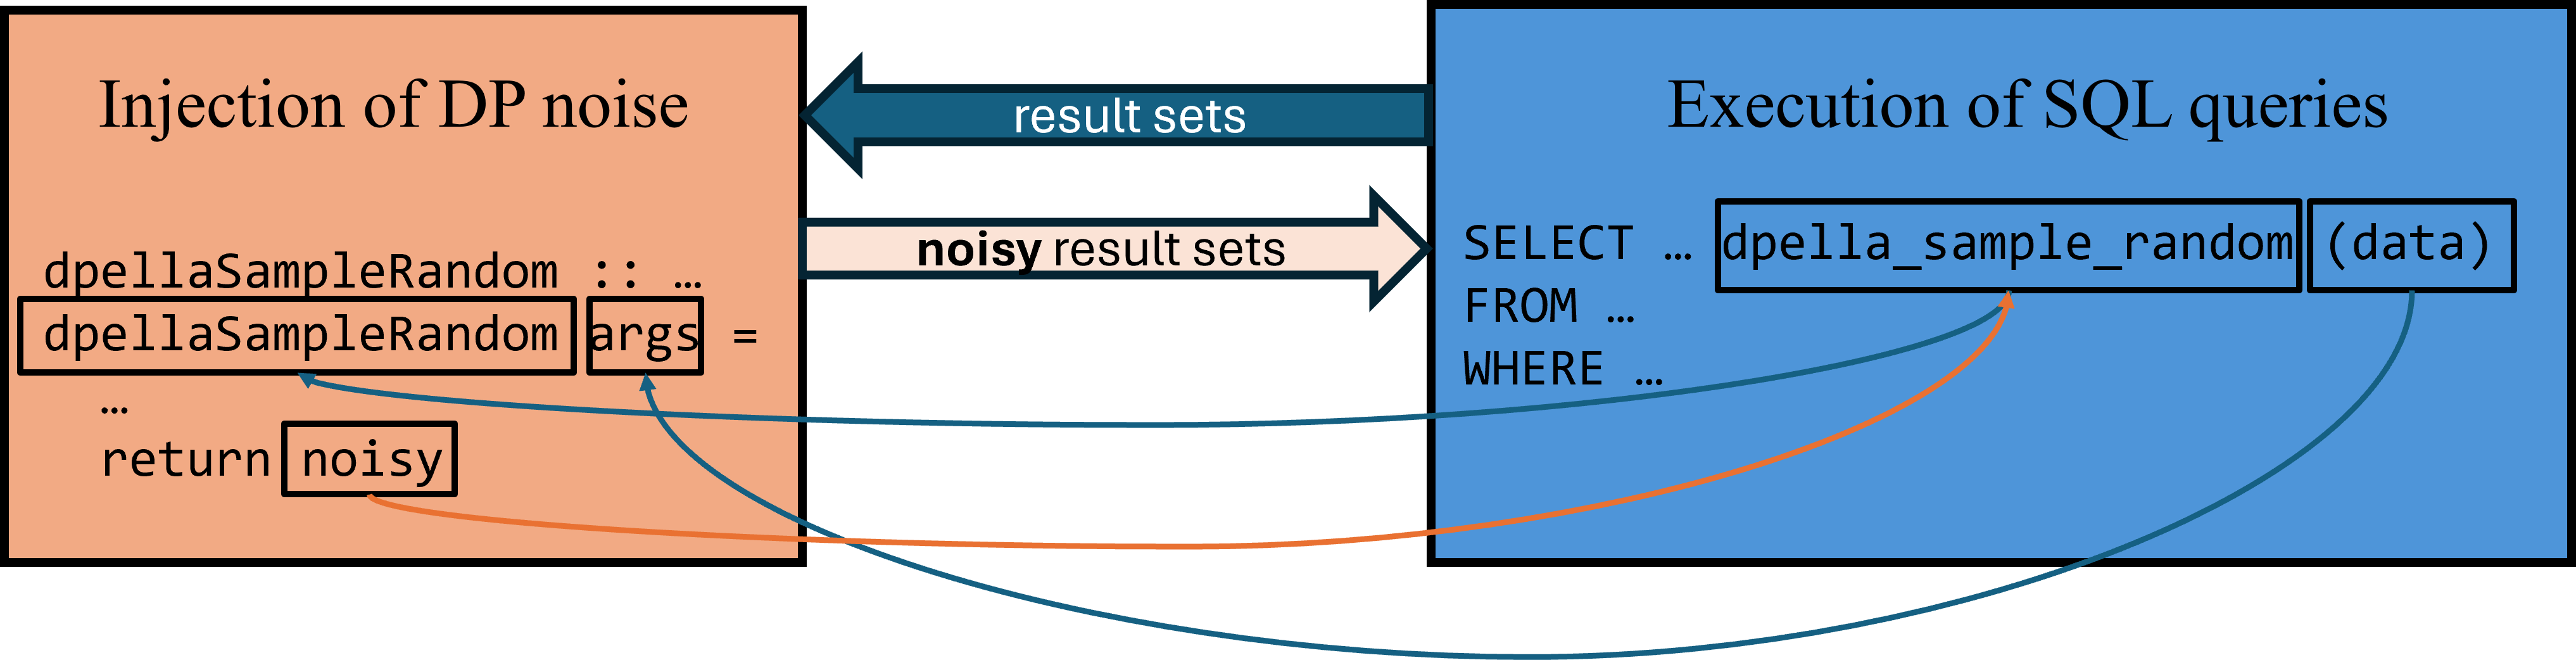 Injection of DP noise
dpellaSampleRandom :: …
dpellaSampleRandom args =
…
return noisy
result sets
noisy result sets
Execution of SQL queries
SELECT … dpella_sample_random (data)
FROM …
WHERE …